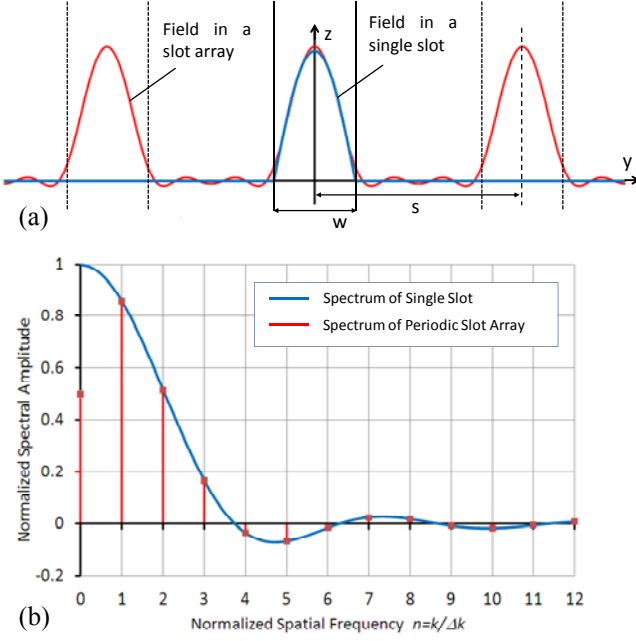 Field in a
slot array
z
Field in a
single slot
y
s
w
(a)
1
0.8
0.6
0.4
0.2
0
-0.2
Normalized Spectral Amplitude
Spectrum of Single Slot
Spectrum of Periodic Slot Array
0 1 2 3 4 5 6 7 8 9 10 11 12
Normalized Spatial Frequency n=k/Δk
(b)